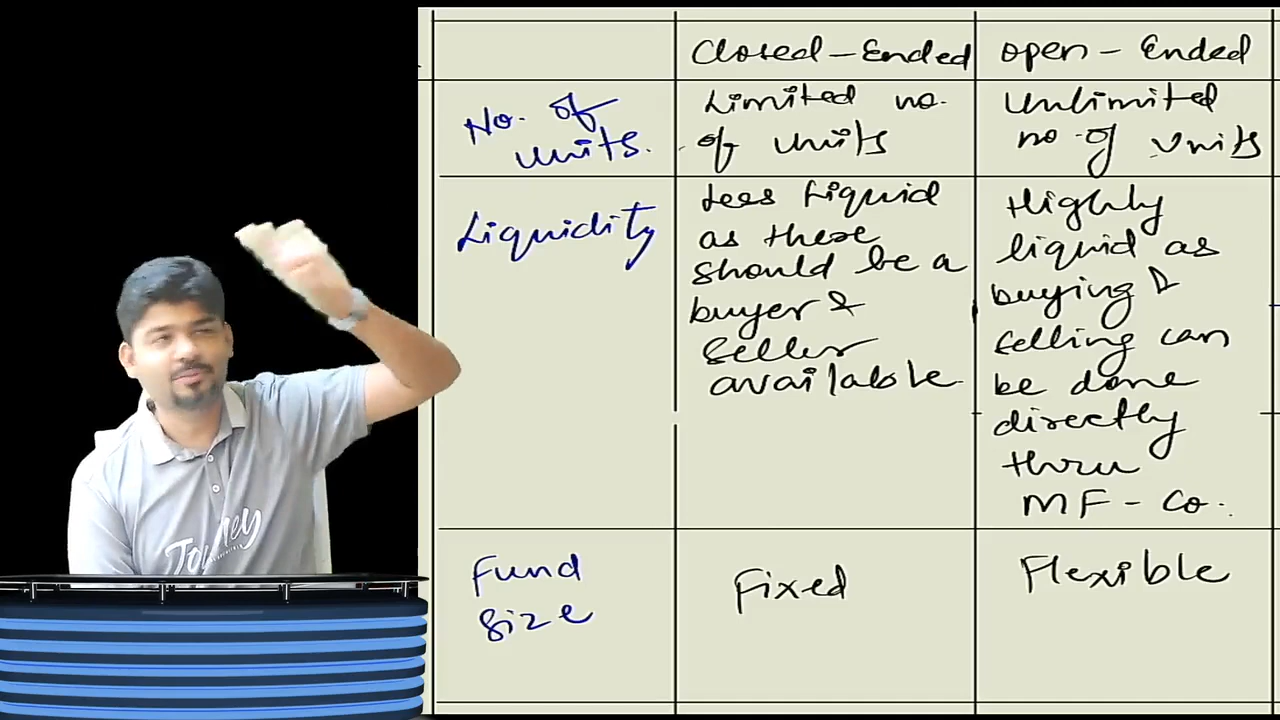 Closed-Ended
open-Ended
No. of
units.
Limited no.
of units
Unlimited
no. of Units
Liquidity
Less Liquid
as there
should be a
buyer &
seller
available.
Highly
liquid as
buying &
selling can
be done
directly
thru
MF-Co.
Fund
size
Fixed
Flexible